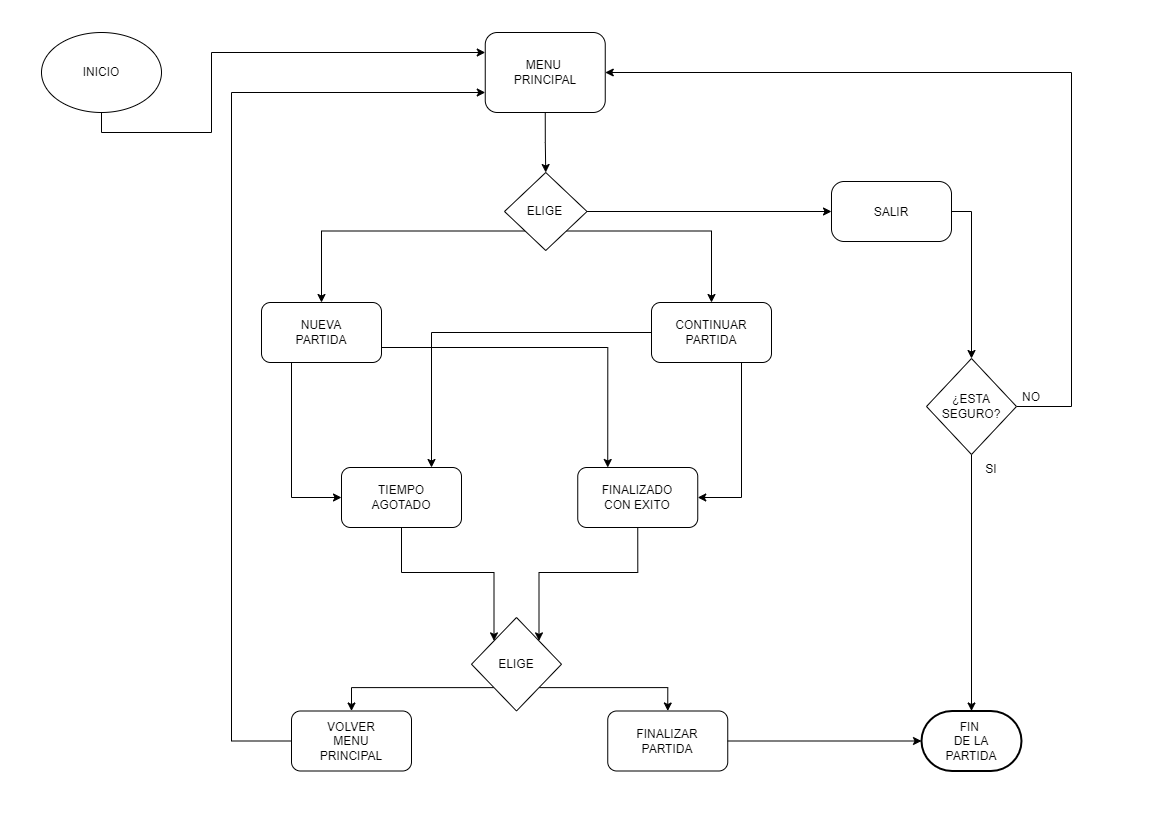 INICIO
MENU
PRINCIPAL
ELIGE
SALIR
NUEVA
PARTIDA
CONTINUAR
PARTIDA
¿ESTA
SEGURO?
NO
SI
TIEMPO
AGOTADO
FINALIZADO
CON EXITO
ELIGE
VOLVER
MENU
PRINCIPAL
FINALIZAR
PARTIDA
FIN
DE LA
PARTIDA